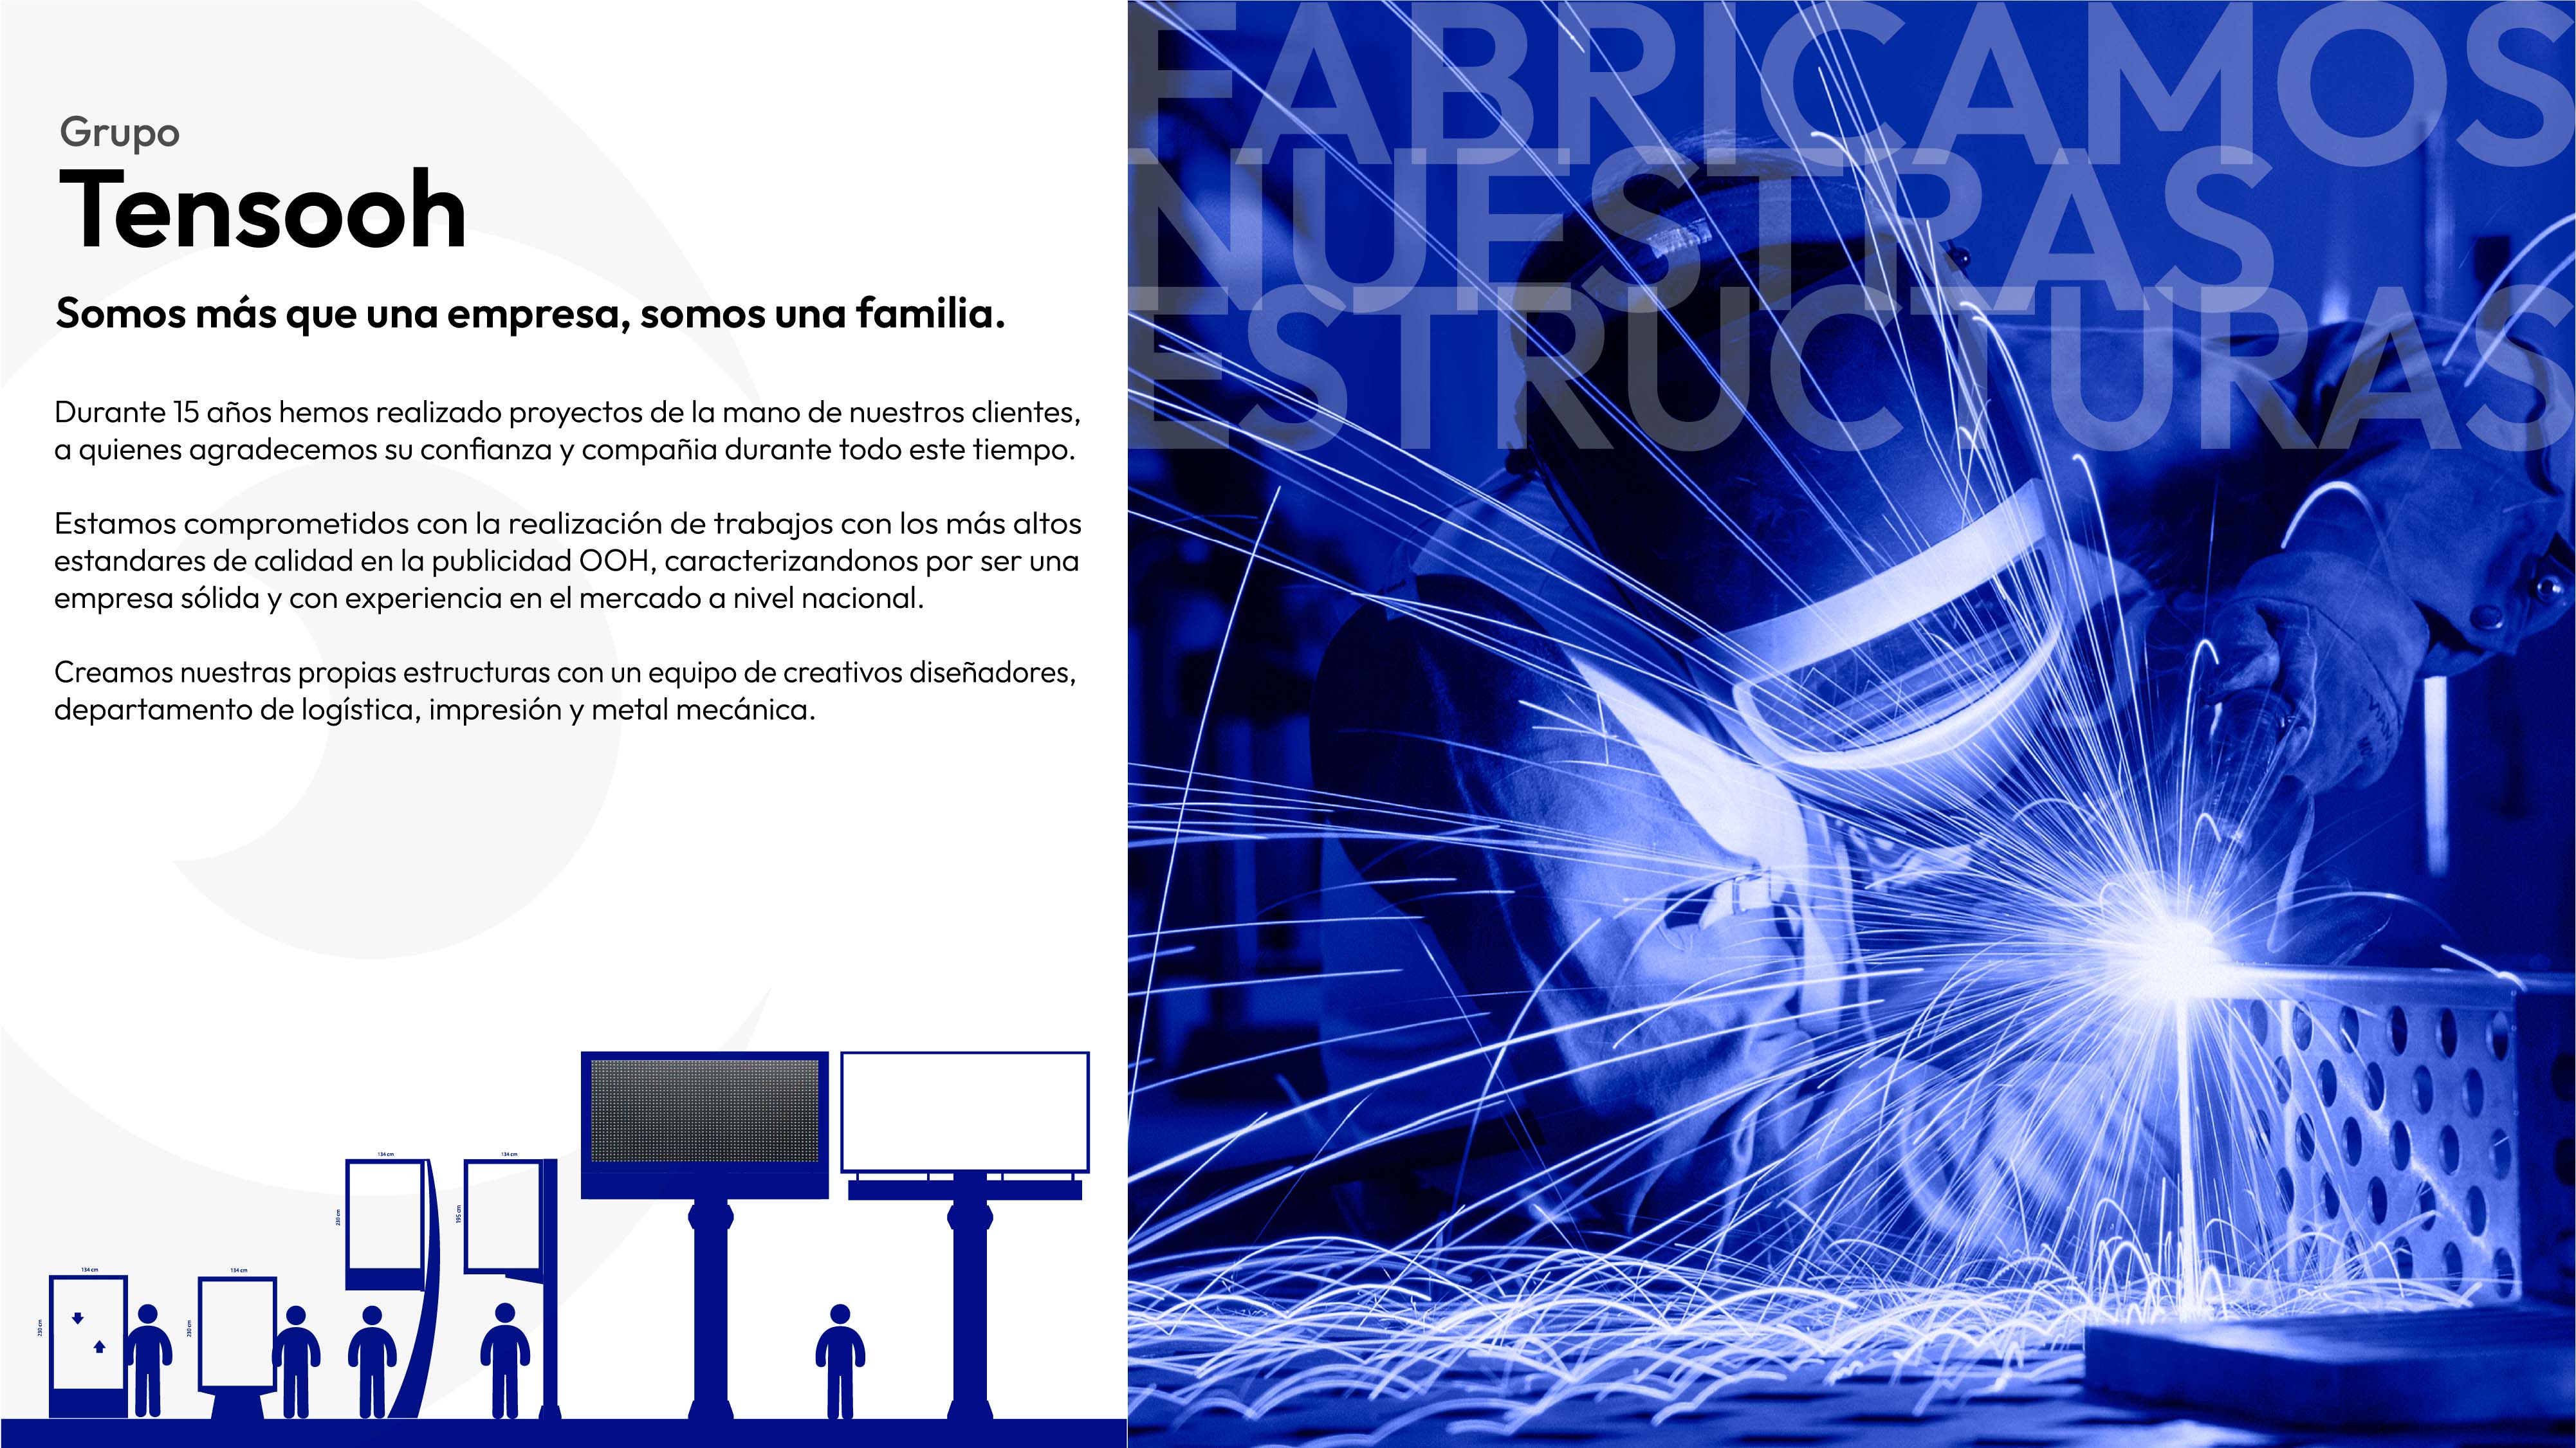 Grupo
Tensooh
Somos más que una empresa, somos una familia.
Durante 15 años hemos realizado proyectos de la mano de nuestros clientes,
a quienes agradecemos su confianza y compañia durante todo este tiempo.
Estamos comprometidos con la realización de trabajos con los más altos
estandares de calidad en la publicidad OOH, caracterizandonos por ser una
empresa sólida y con experiencia en el mercado a nivel nacional.
Creamos nuestras propias estructuras con un equipo de creativos diseñadores,
departamento de logística, impresión y metal mecánica.
134 cm
230 cm
134 cm
230 cm
134 cm
230 cm
134 cm
195 cm
FABRICAMOS
NUESTRAS
ESTRUCTURAS